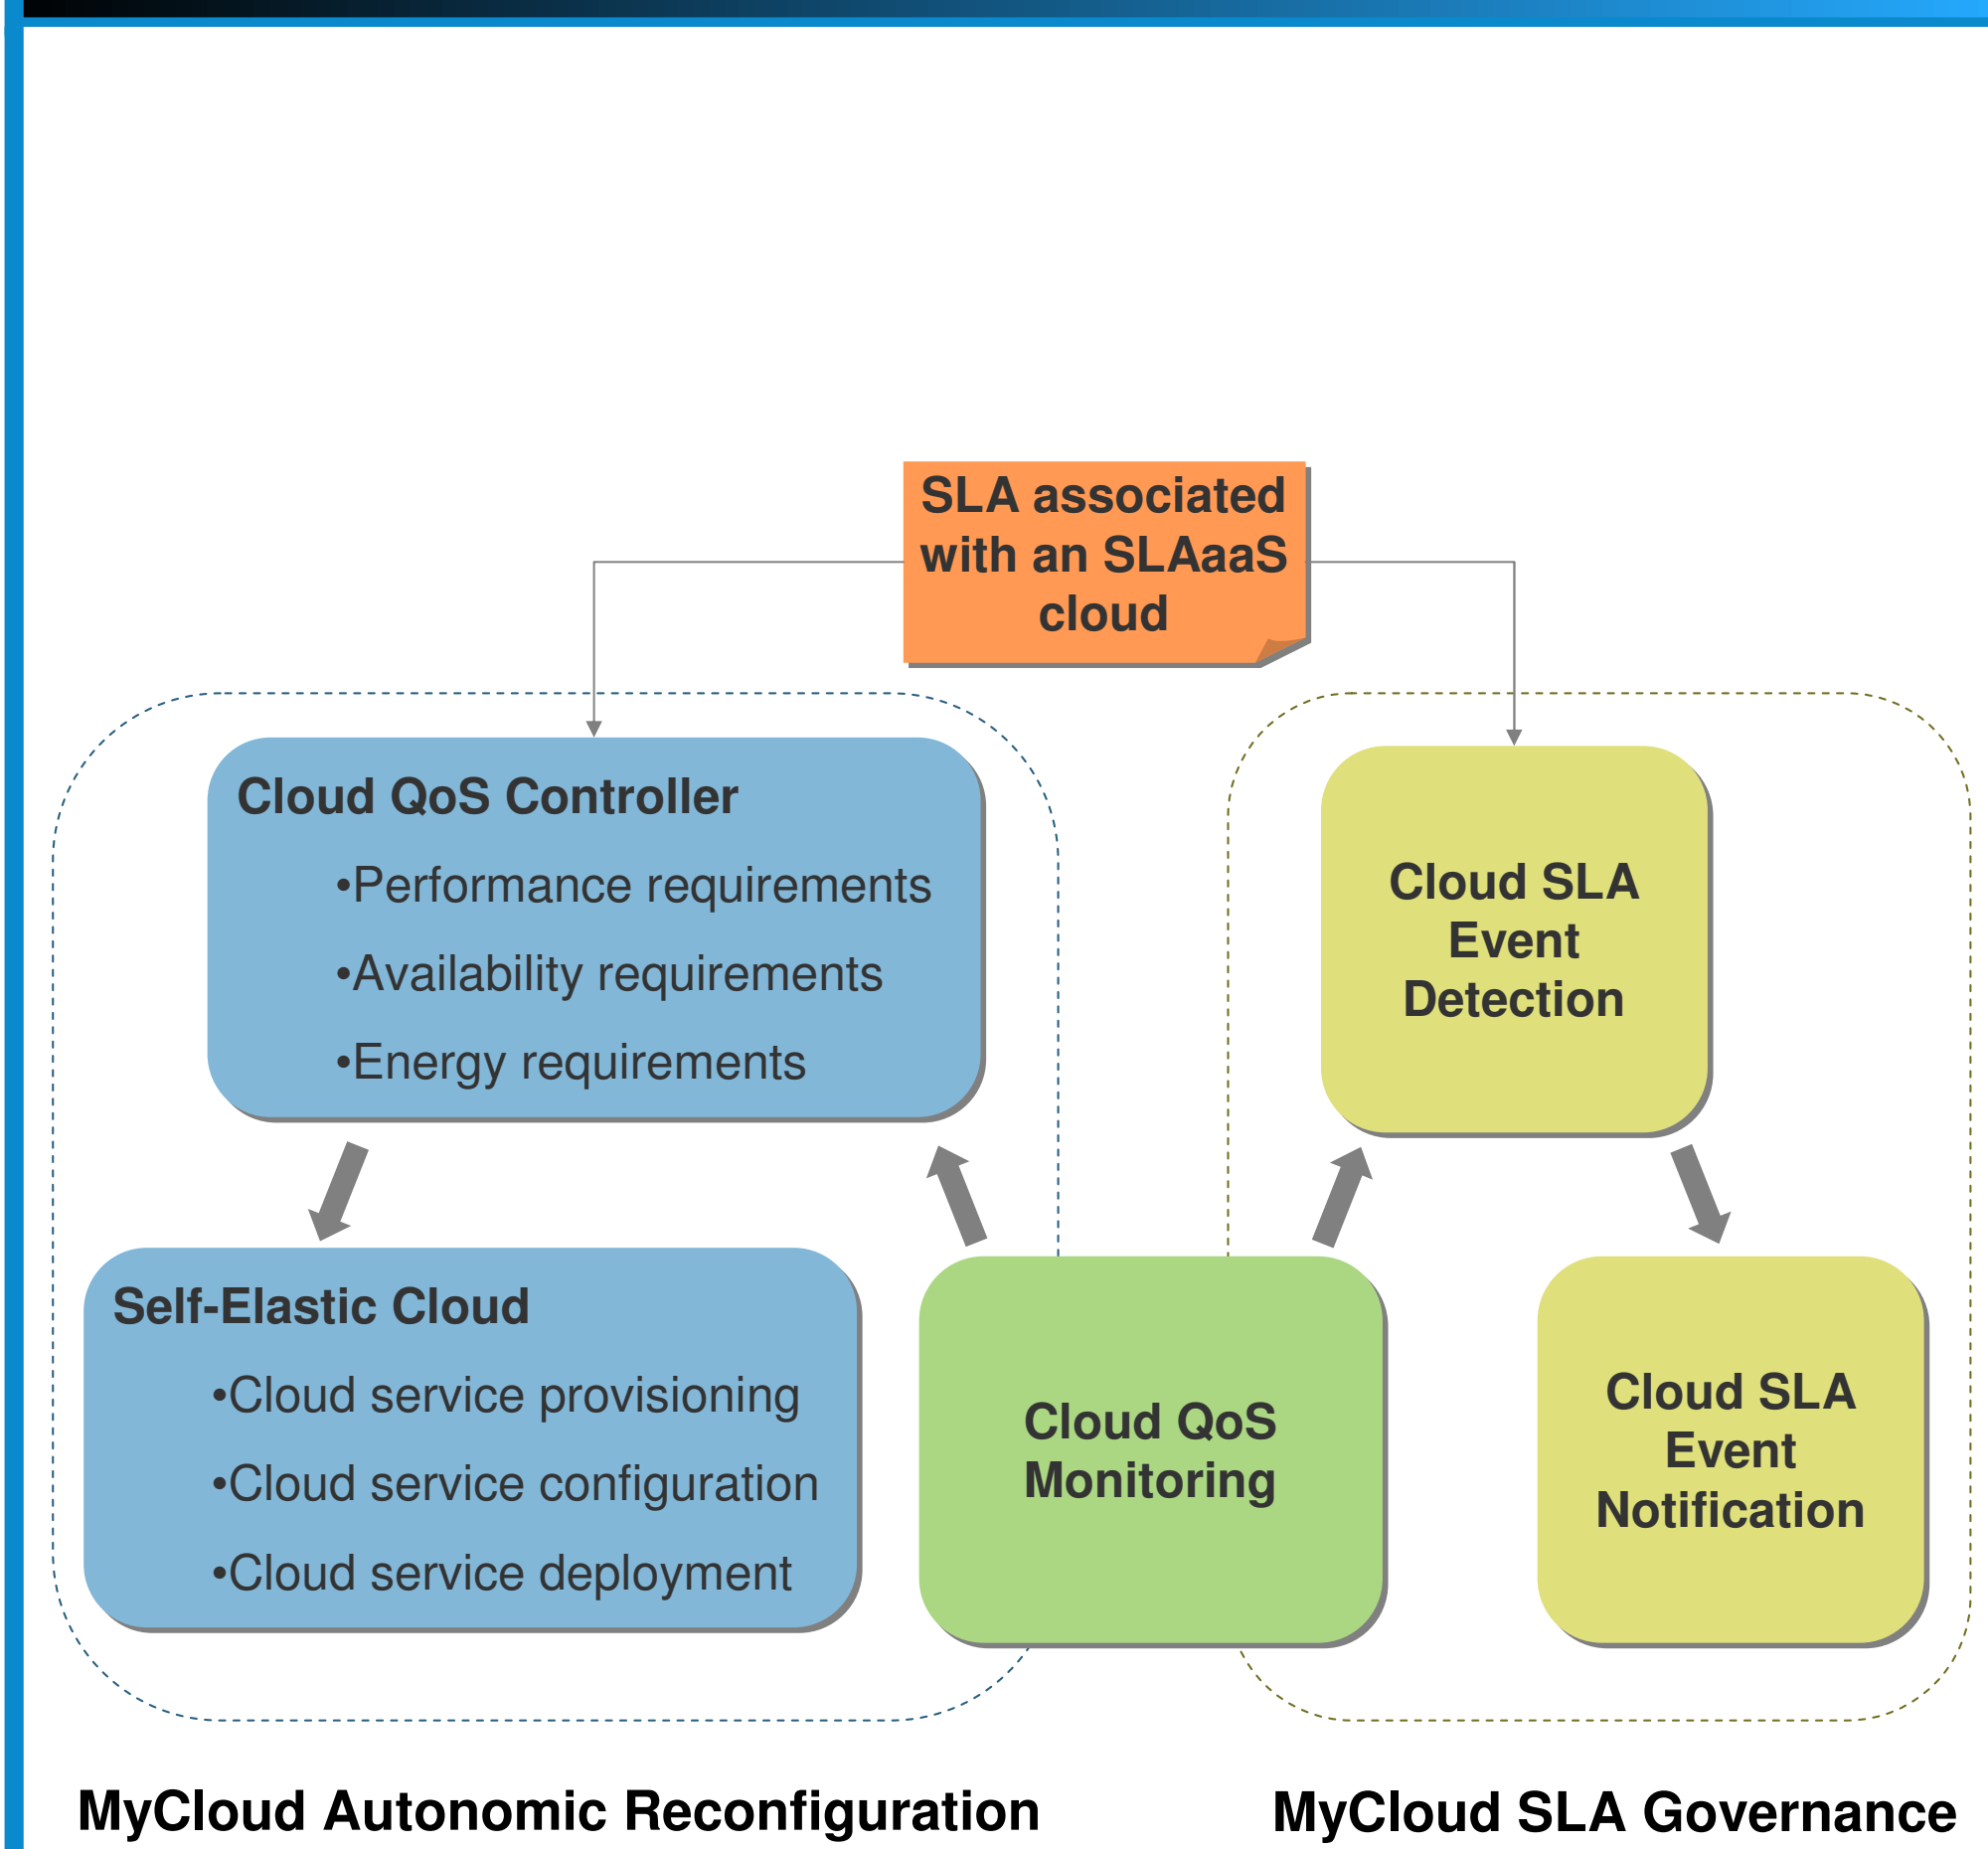 SLA associated
with an SLAaaS
cloud
Cloud QoS Controller
•Performance requirements
•Availability requirements
•Energy requirements
Cloud SLA
Event
Detection
Self-Elastic Cloud
•Cloud service provisioning
•Cloud service configuration
•Cloud service deployment
Cloud QoS
Monitoring
Cloud SLA
Event
Notification
MyCloud Autonomic Reconfiguration
MyCloud SLA Governance